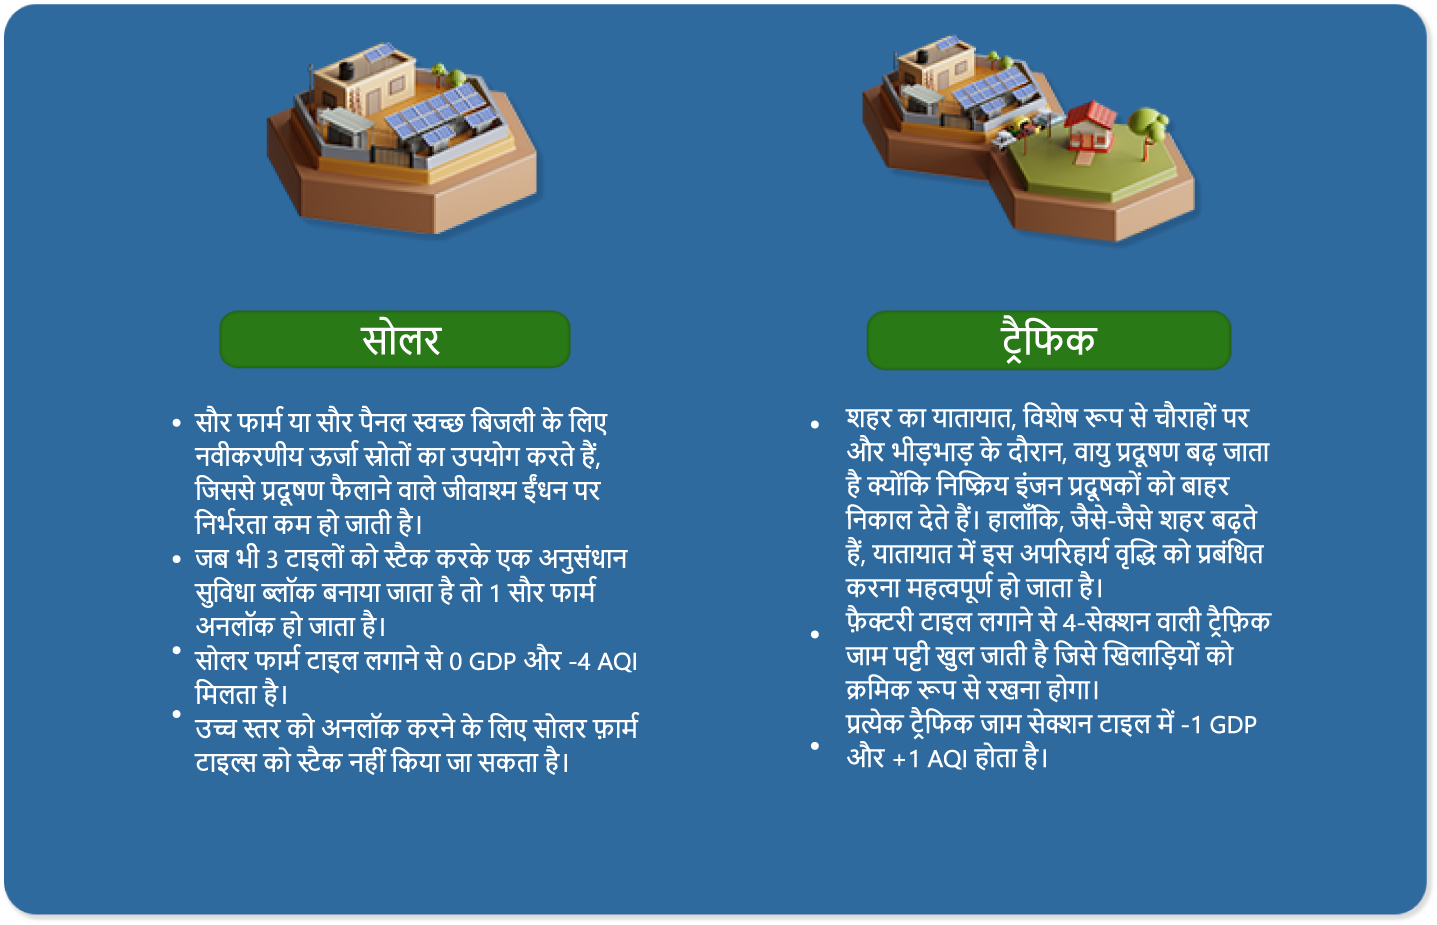 सोलर
• सौर फार्म या सौर पैनल स्वच्छ बिजली के लिए
नवीकरणीय ऊर्जा स्रोतों का उपयोग करते हैं,
जिससे प्रदूषण फैलाने वाले जीवाश्म ईंधन पर
निर्भरता कम हो जाती है।
• जब भी 3 टाइलों को स्टैक करके एक अनुसंधान
सुविधा ब्लॉक बनाया जाता है तो 1 सौर फार्म
अनलॉक हो जाता है।
• सोलर फार्म टाइल लगाने से 0 GDP और -4 AQI
मिलता है।
• उच्च स्तर को अनलॉक करने के लिए सोलर फ़ार्म
टाइल्स को स्टैक नहीं किया जा सकता है।
ट्रैफिक
• शहर का यातायात, विशेष रूप से चौराहों पर
और भीड़भाड़ के दौरान, वायु प्रदूषण बढ़ जाता
है क्योंकि निष्क्रिय इंजन प्रदूषकों को बाहर
निकाल देते हैं। हालाँकि, जैसे-जैसे शहर बढ़ते
हैं, यातायात में इस अपरिहार्य वृद्धि को प्रबंधित
करना महत्वपूर्ण हो जाता है।
• फ़ैक्टरी टाइल लगाने से 4-सेक्शन वाली ट्रैफ़िक
जाम पट्टी खुल जाती है जिसे खिलाड़ियों को
क्रमिक रूप से रखना होगा।
• प्रत्येक ट्रैफिक जाम सेक्शन टाइल में -1 GDP
और +1 AQI होता है।